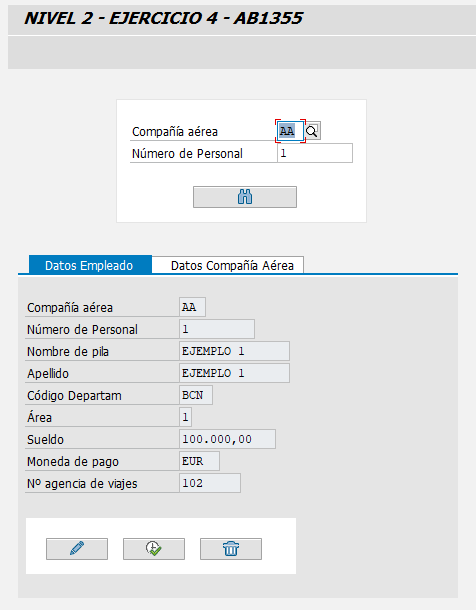 NIVEL 2 - EJERCICIO 4 - AB1355
Compañía aérea AA
Número de Personal 1
Datos Empleado Datos Compañía Aérea
Compañía aérea AA
Número de Personal 1
Nombre de pila EJEMPLO 1
Apellido EJEMPLO 1
Código Departam BCN
Área 1
Sueldo 100.000,00
Moneda de pago EUR
Nº agencia de viajes 102